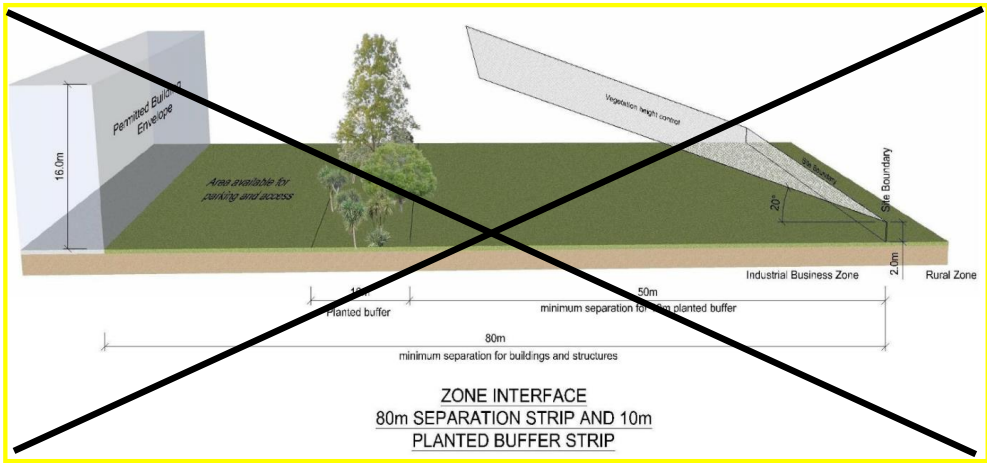 Permitted Building
Envelope
16.0m
Area available for
parking and access
Vegetation height control
Site boundary
Site Boundary
20°
2.0m
Industrial Business Zone
Rural Zone
10m
Planted buffer
50m
minimum separation for 10m planted buffer
80m
minimum separation for buildings and structures
ZONE INTERFACE
80m SEPARATION STRIP AND 10m
PLANTED BUFFER STRIP